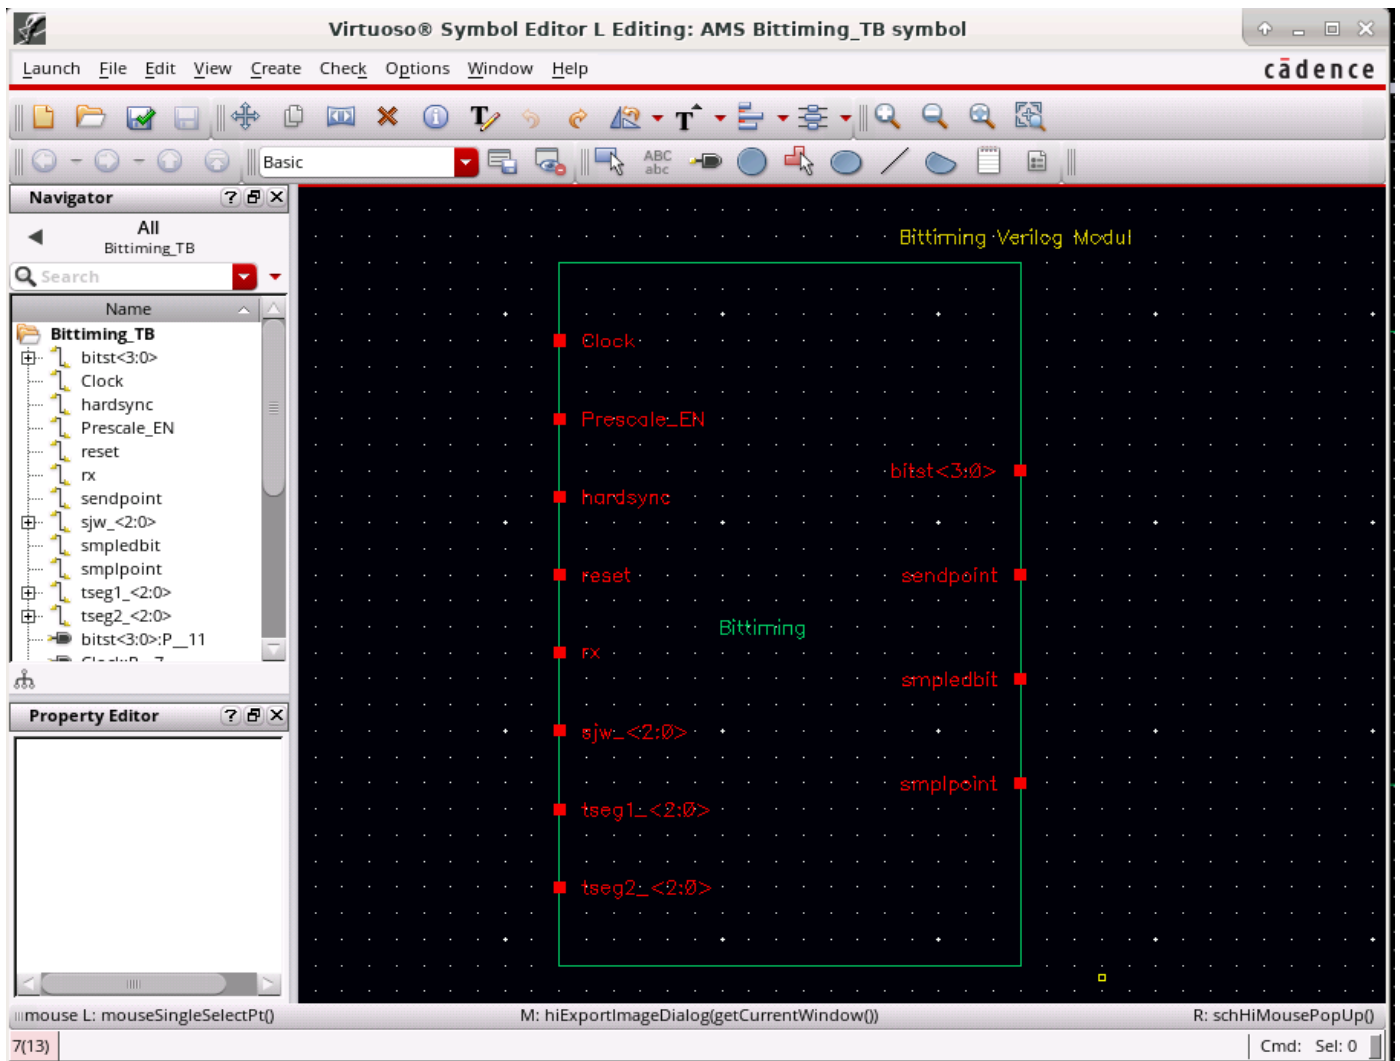 Virtuoso® Symbol Editor L Editing: AMS Bittiming_TB symbol
Launch File Edit View Create Check Options Window Help
cādence
Basic
ABC
abc
Navigator
All
Bittiming_TB
Search
Name
Bittiming_TB
bitst<3:0>
Clock
hardsync
Prescale_EN
reset
rx
sendpoint
sjw_<2:0>
smpledbit
smplpoint
tseg1_<2:0>
tseg2_<2:0>
bitst<3:0>:P__11
Property Editor
Bittiming Verilog Modul
Clock
Prescale_EN
hardsync
reset
rx
sjw_<2:0>
tseg1_<2:0>
tseg2_<2:0>
Bittiming
bitst<3:0>
sendpoint
smpledbit
smplpoint
mouse L: mouseSingleSelectPt()
M: hiExportImageDialog(getCurrentWindow())
R: schHiMousePopUp()
7(13)
Cmd: Sel: 0